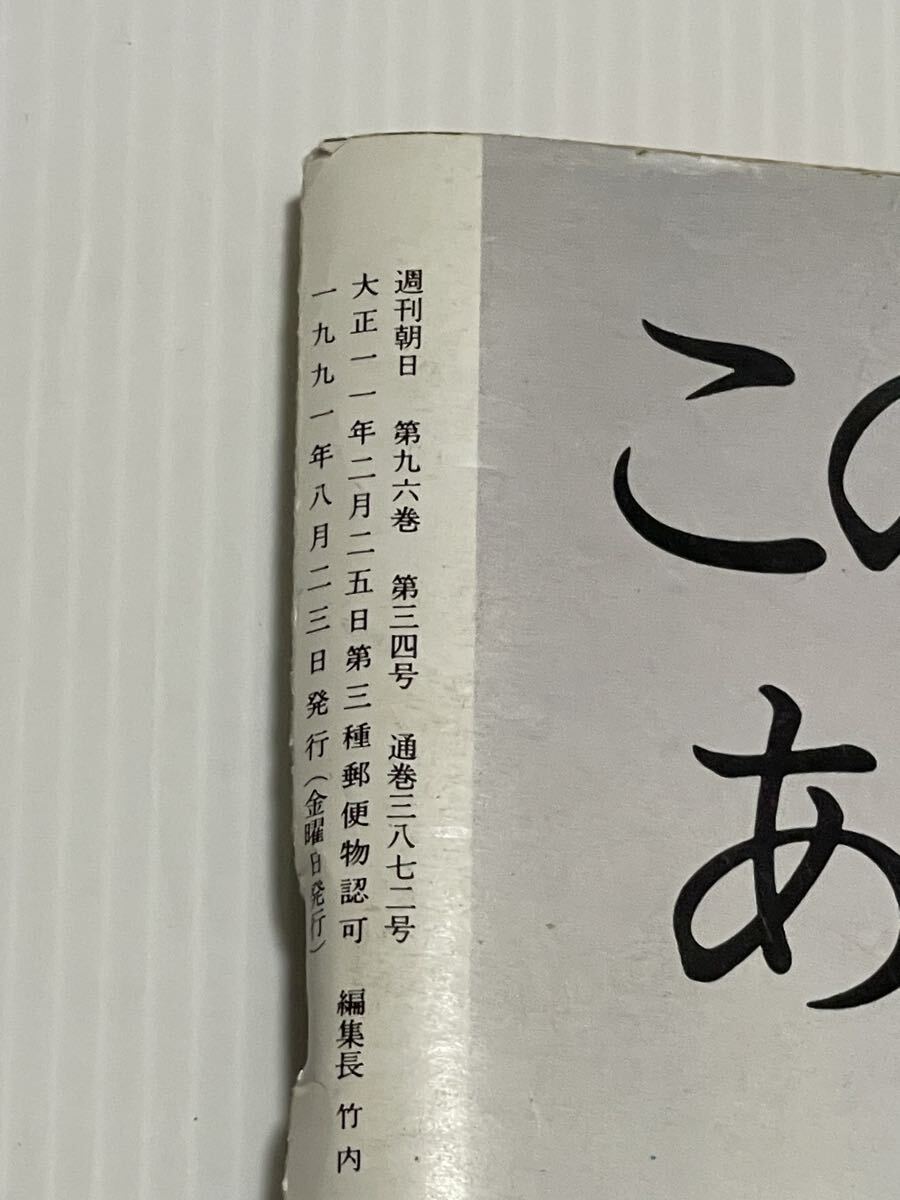 週刊朝日 第九六巻 第三四号 通巻三八七二号
大正一一年二月二五日第三種郵便物認可 編集長 竹内
一九九一年八月二三日発行(金曜日発行)
この
あ